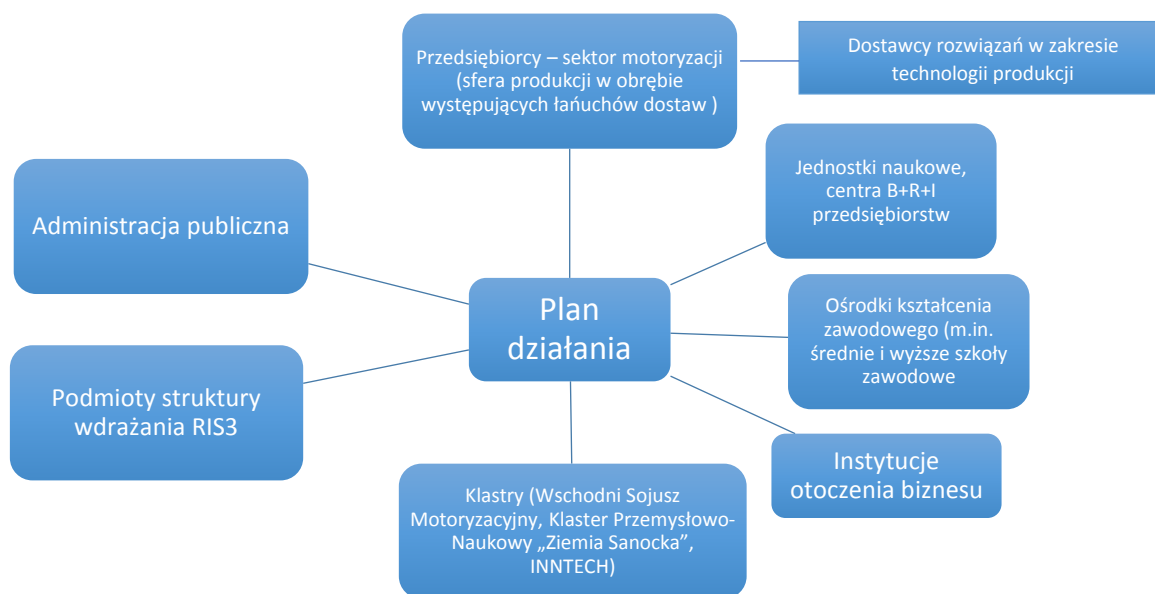 Przedsiębiorcy – sektor motoryzacji
(sfera produkcji w obrębie
występujących łańuchów dostaw )
Dostawcy rozwiązań w zakresie
technologii produkcji
Jednostki naukowe,
centra B+R+I
przedsiębiorstw
Administracja publiczna
Plan
działania
Ośrodki kształcenia
zawodowego (m.in.
średnie i wyższe szkoły
zawodowe
Podmioty struktury
wdrażania RIS3
Instytucje
otoczenia biznesu
Klastry (Wschodni Sojusz
Motoryzacyjny, Klaster Przemysłowo-
Naukowy „Ziemia Sanocka”,
INNTECH)